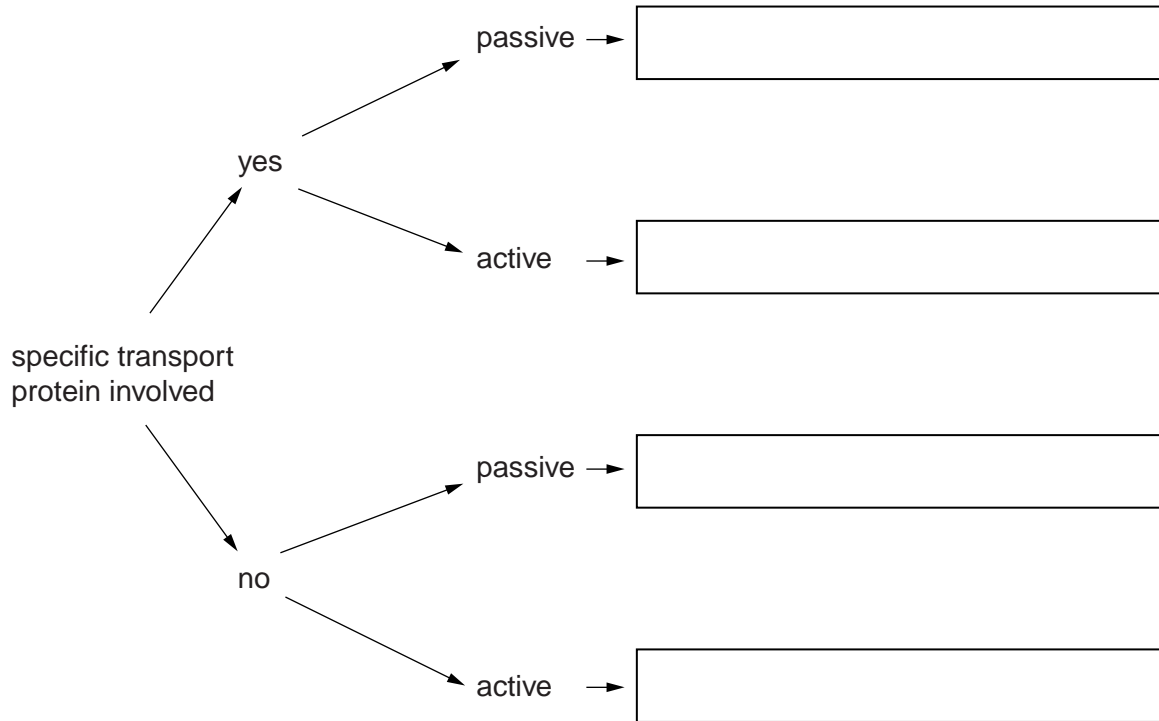 passive
yes
active
specific transport
protein involved
passive
no
active